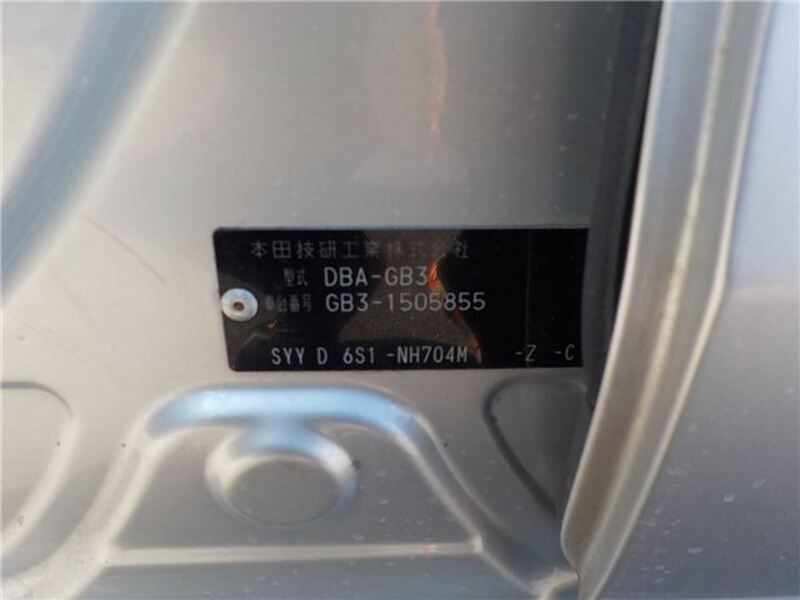 本田技研工業株式会社
型式 DBA-GB3
車台番号 GB3-1505855
SYY D 6S1 -NH704M -Z -C